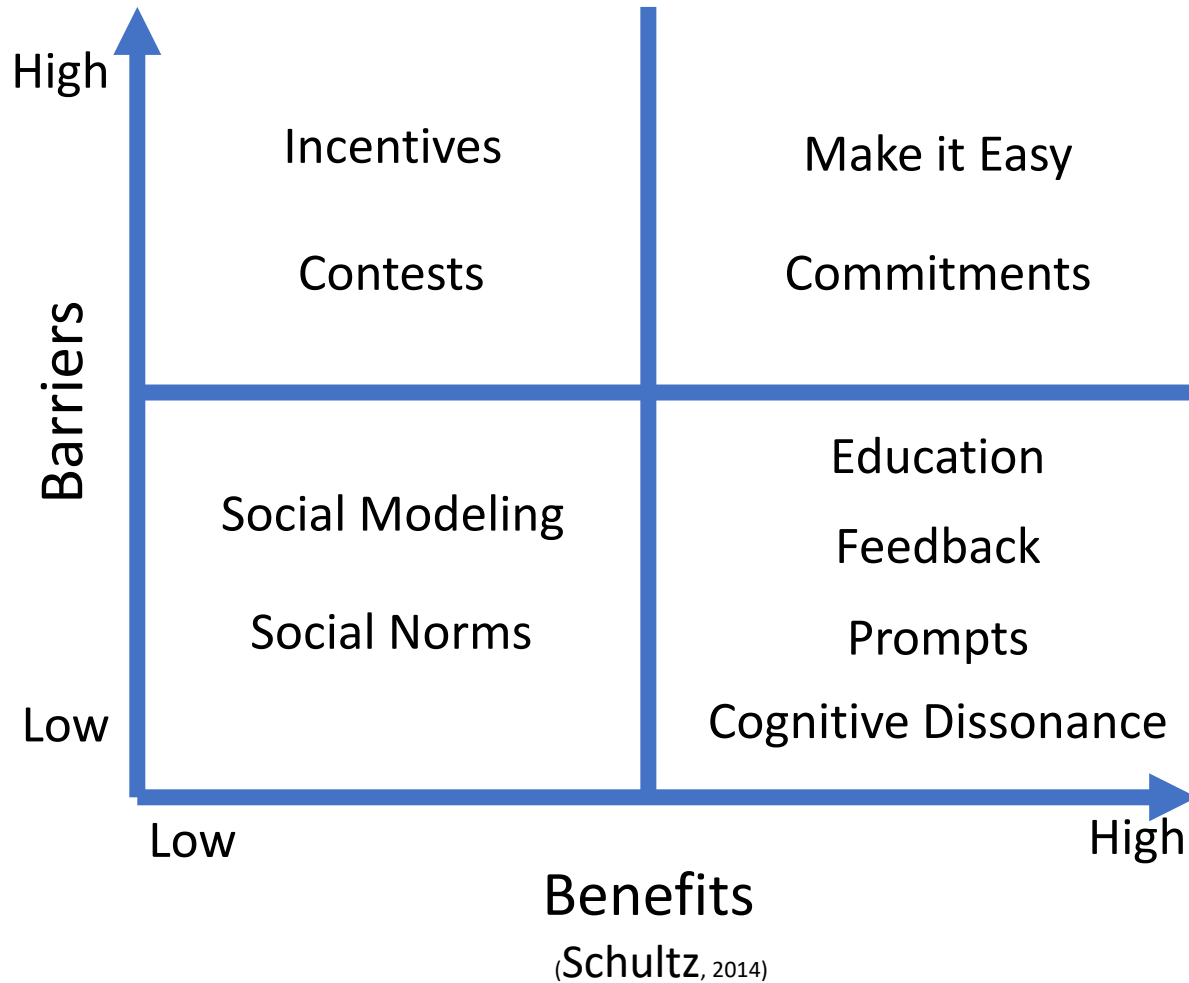 High
Incentives
Make it Easy
Contests
Commitments
Barriers
Education
Social Modeling
Feedback
Social Norms
Prompts
Low
Cognitive Dissonance
Low
High
Benefits
(Schultz, 2014)